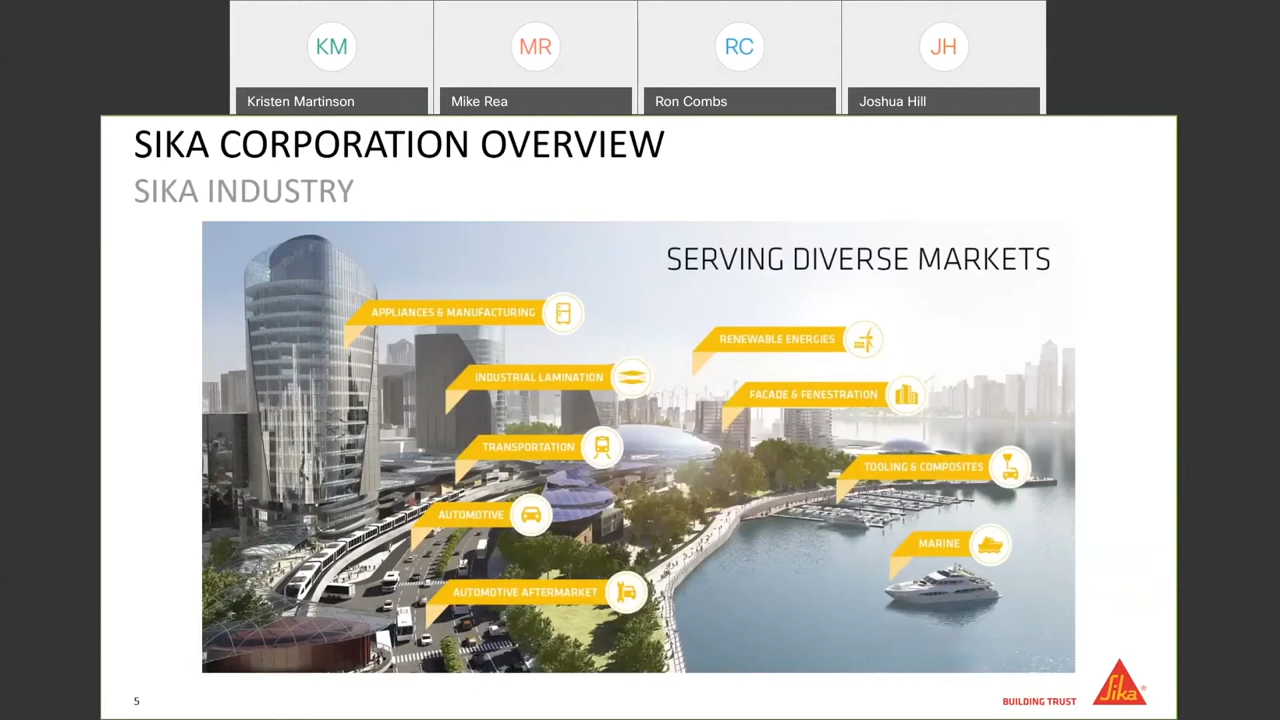 KM
MR
RC
JH
Kristen Martinson
Mike Rea
Ron Combs
Joshua Hill
SIKA CORPORATION OVERVIEW
SIKA INDUSTRY
SERVING DIVERSE MARKETS
APPLIANCES & MANUFACTURING
RENEWABLE ENERGIES
INDUSTRIAL LAMINATION
FACADE & FENESTRATION
TRANSPORTATION
TOOLING & COMPOSITES
AUTOMOTIVE
MARINE
AUTOMOTIVE AFTERMARKET
5
BUILDING TRUST
Sika®